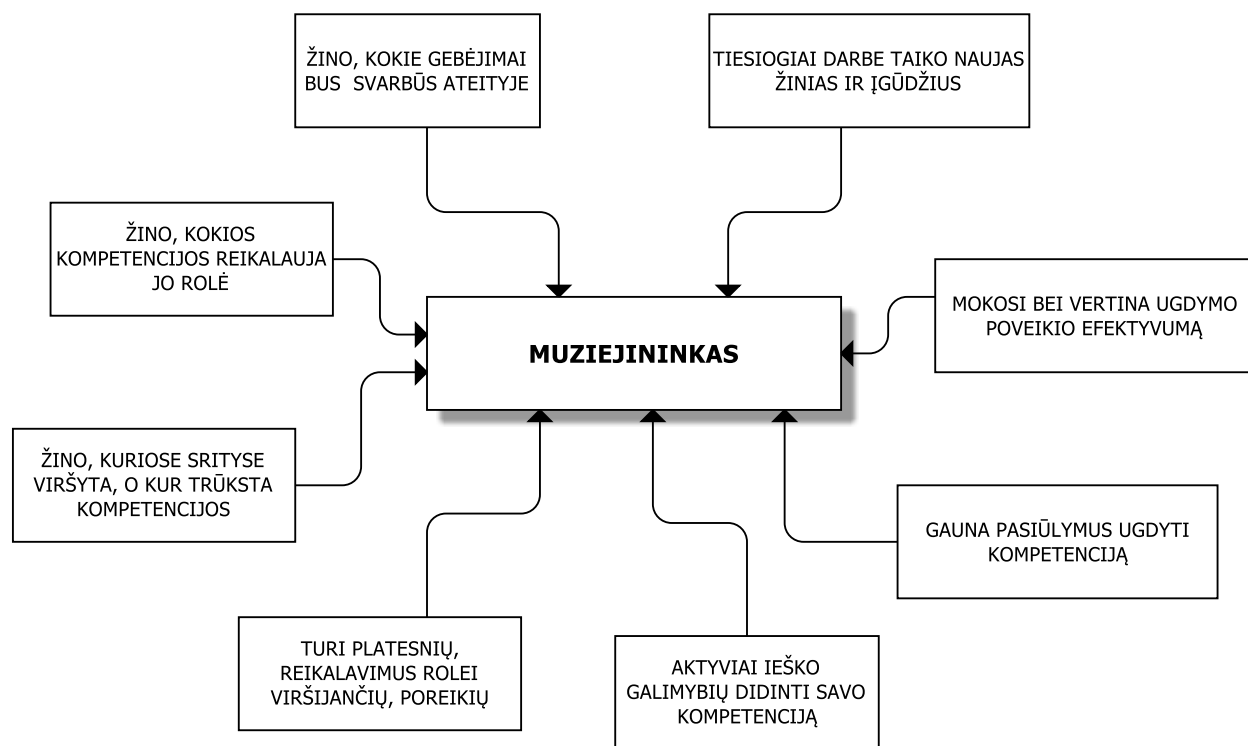 ŽINO, KOKIE GEBĖJIMAI
BUS SVARBŪS ATEITYJE
TIESIOGIAI DARBE TAIKO NAUJAS
ŽINIAS IR ĮGŪDŽIUS
ŽINO, KOKIOS
KOMPETENCIJOS REIKALAUJA
JO ROLĖ
MOKOSI BEI VERTINA UGDYMO
POVEIKIO EFEKTYVUMĄ
MUZIEJININKAS
ŽINO, KURIOSE SRITYSE
VIRŠYTA, O KUR TRŪKSTA
KOMPETENCIJOS
GAUNA PASIŪLYMUS UGDYTI
KOMPETENCIJĄ
TURI PLATESNIŲ,
REIKALAVIMUS ROLEI
VIRŠIJANČIŲ, POREIKIŲ
AKTYVIAI IEŠKO
GALIMYBIŲ DIDINTI SAVO
KOMPETENCIJĄ